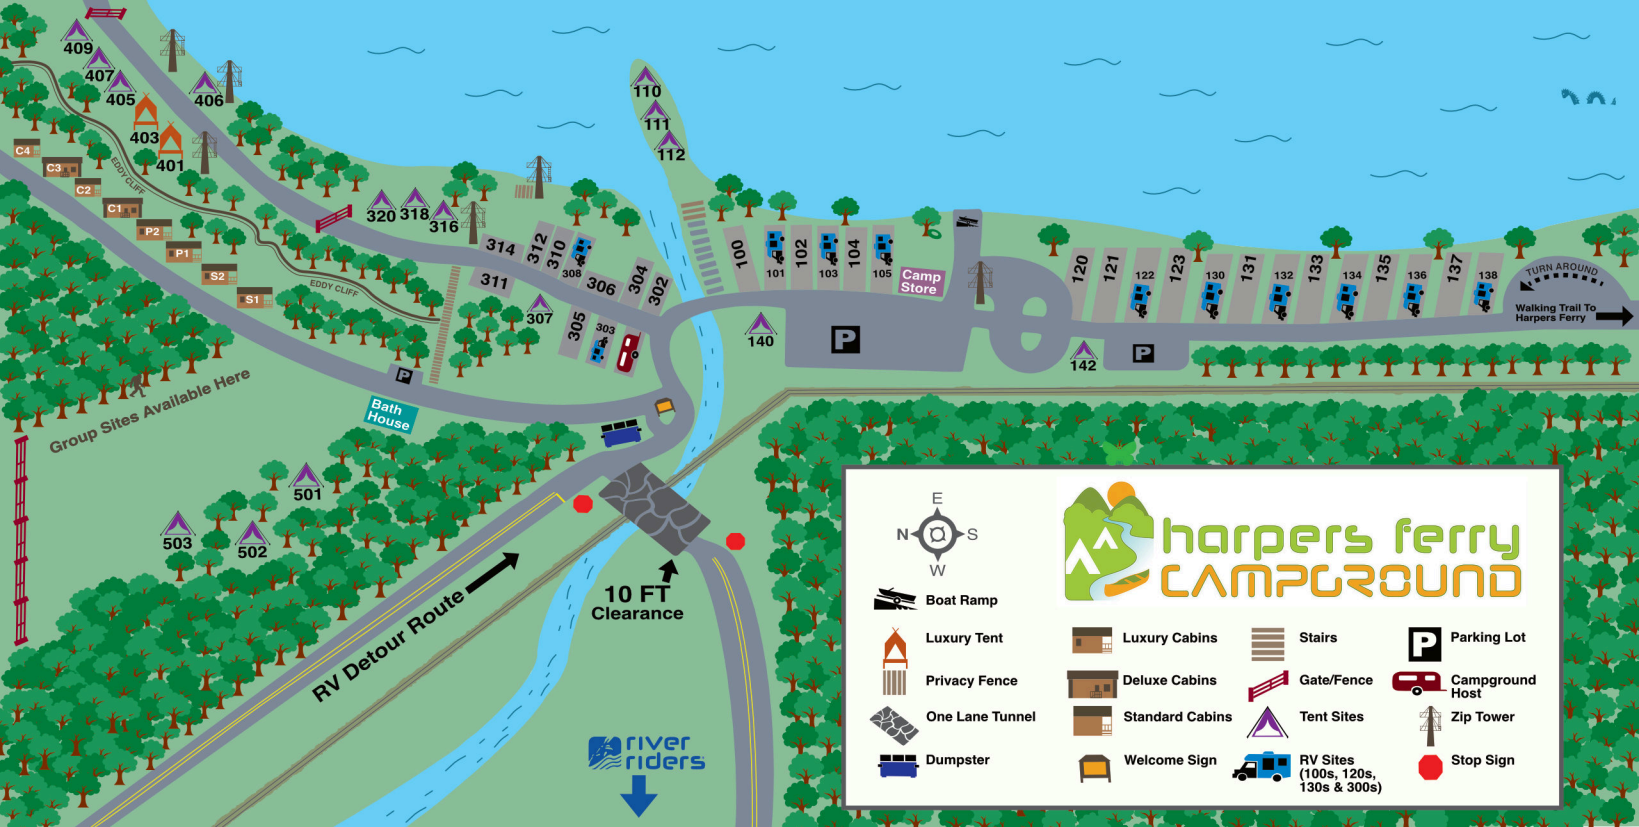 409
407
405
406
403
401
C4
C3
C2
C1
P2
P1
S2
S1
EDDY CLIFF
EDDY CLIFF
320
318
316
314
312
310
308
311
307
306
304
302
305
303
110
111
112
100
101
102
103
104
105
Camp
Store
120
121
122
123
130
131
132
133
134
135
136
137
138
TURN AROUND
Walking Trail To
Harpers Ferry
140
P
142
P
P
Bath
House
Group Sites Available Here
501
503
502
RV Detour Route
10 FT
Clearance
river
riders
E
N
S
W
harpers ferry
CAMPGROUND
Boat Ramp
Luxury Tent
Luxury Cabins
Stairs
P
Parking Lot
Privacy Fence
Deluxe Cabins
Gate/Fence
Campground
Host
One Lane Tunnel
Standard Cabins
Tent Sites
Zip Tower
Dumpster
Welcome Sign
RV Sites
(100s, 120s,
130s & 300s)
Stop Sign